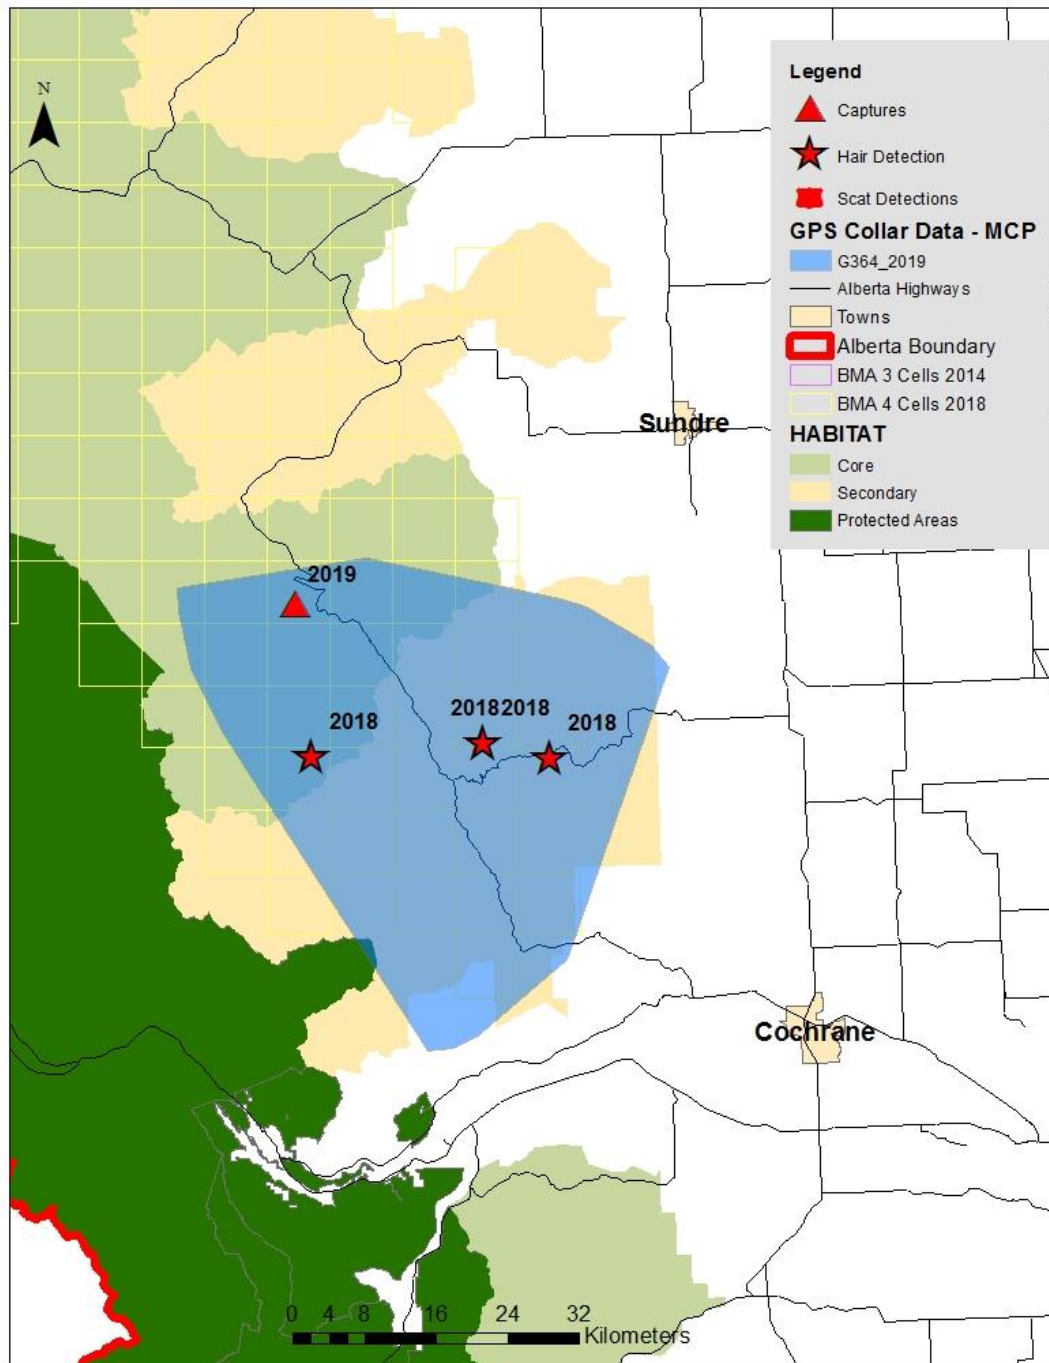 N
Legend
Captures
Hair Detection
Scat Detections
GPS Collar Data - MCP
G364_2019
Alberta Highways
Towns
Alberta Boundary
BMA 3 Cells 2014
BMA 4 Cells 2018
HABITAT
Core
Secondary
Protected Areas
Sundre
2019
2018
20182018
2018
Cochrane
0 4 8 16 24 32
Kilometers